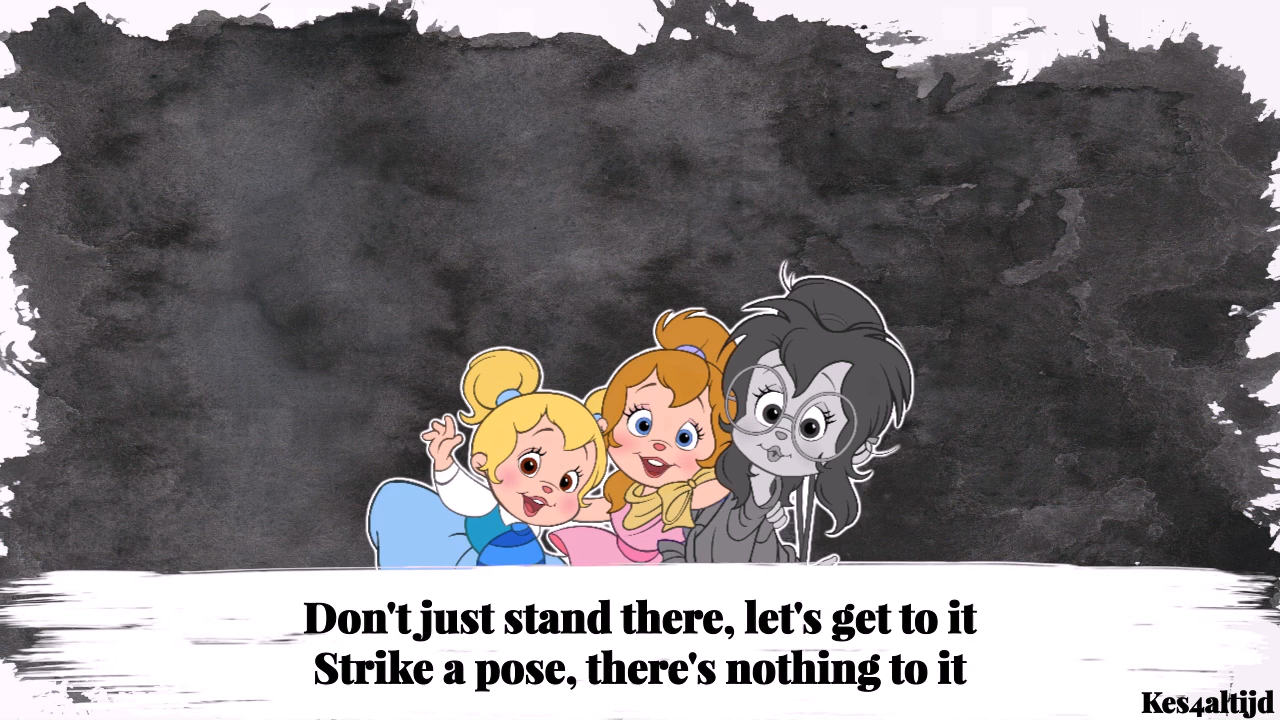 Don't just stand there, let's get to it
Strike a pose, there's nothing to it
Kes4altijd